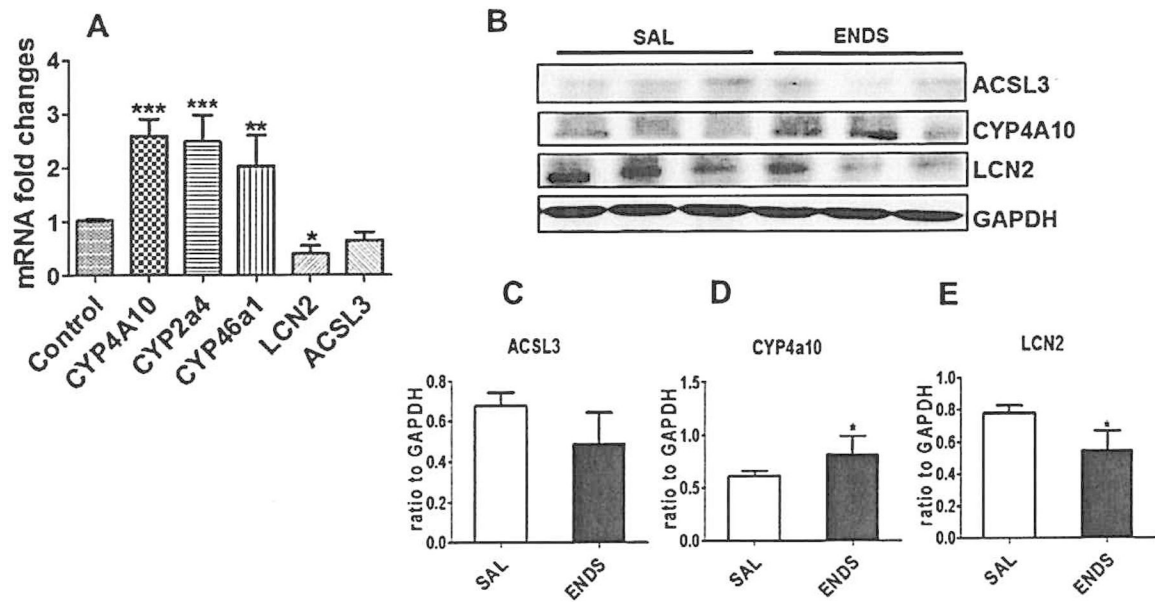 A
mRNA fold changes
4
3
2
1
0
***
***
**
*
Control
CYP4A10
CYP2a4
CYP46a1
LCN2
ACSL3
B
SAL ENDS
ACSL3
CYP4A10
LCN2
GAPDH
C
ACSL3
ratio to GAPDH
0.8
0.6
0.4
0.2
0.0
SAL
ENDS
D
CYP4a10
ratio to GAPDH
1.5
1.0
0.5
0.0
*
SAL
ENDS
E
LCN2
ratio to GAPDH
1.0
0.8
0.6
0.4
0.2
0.0
*
SAL
ENDS